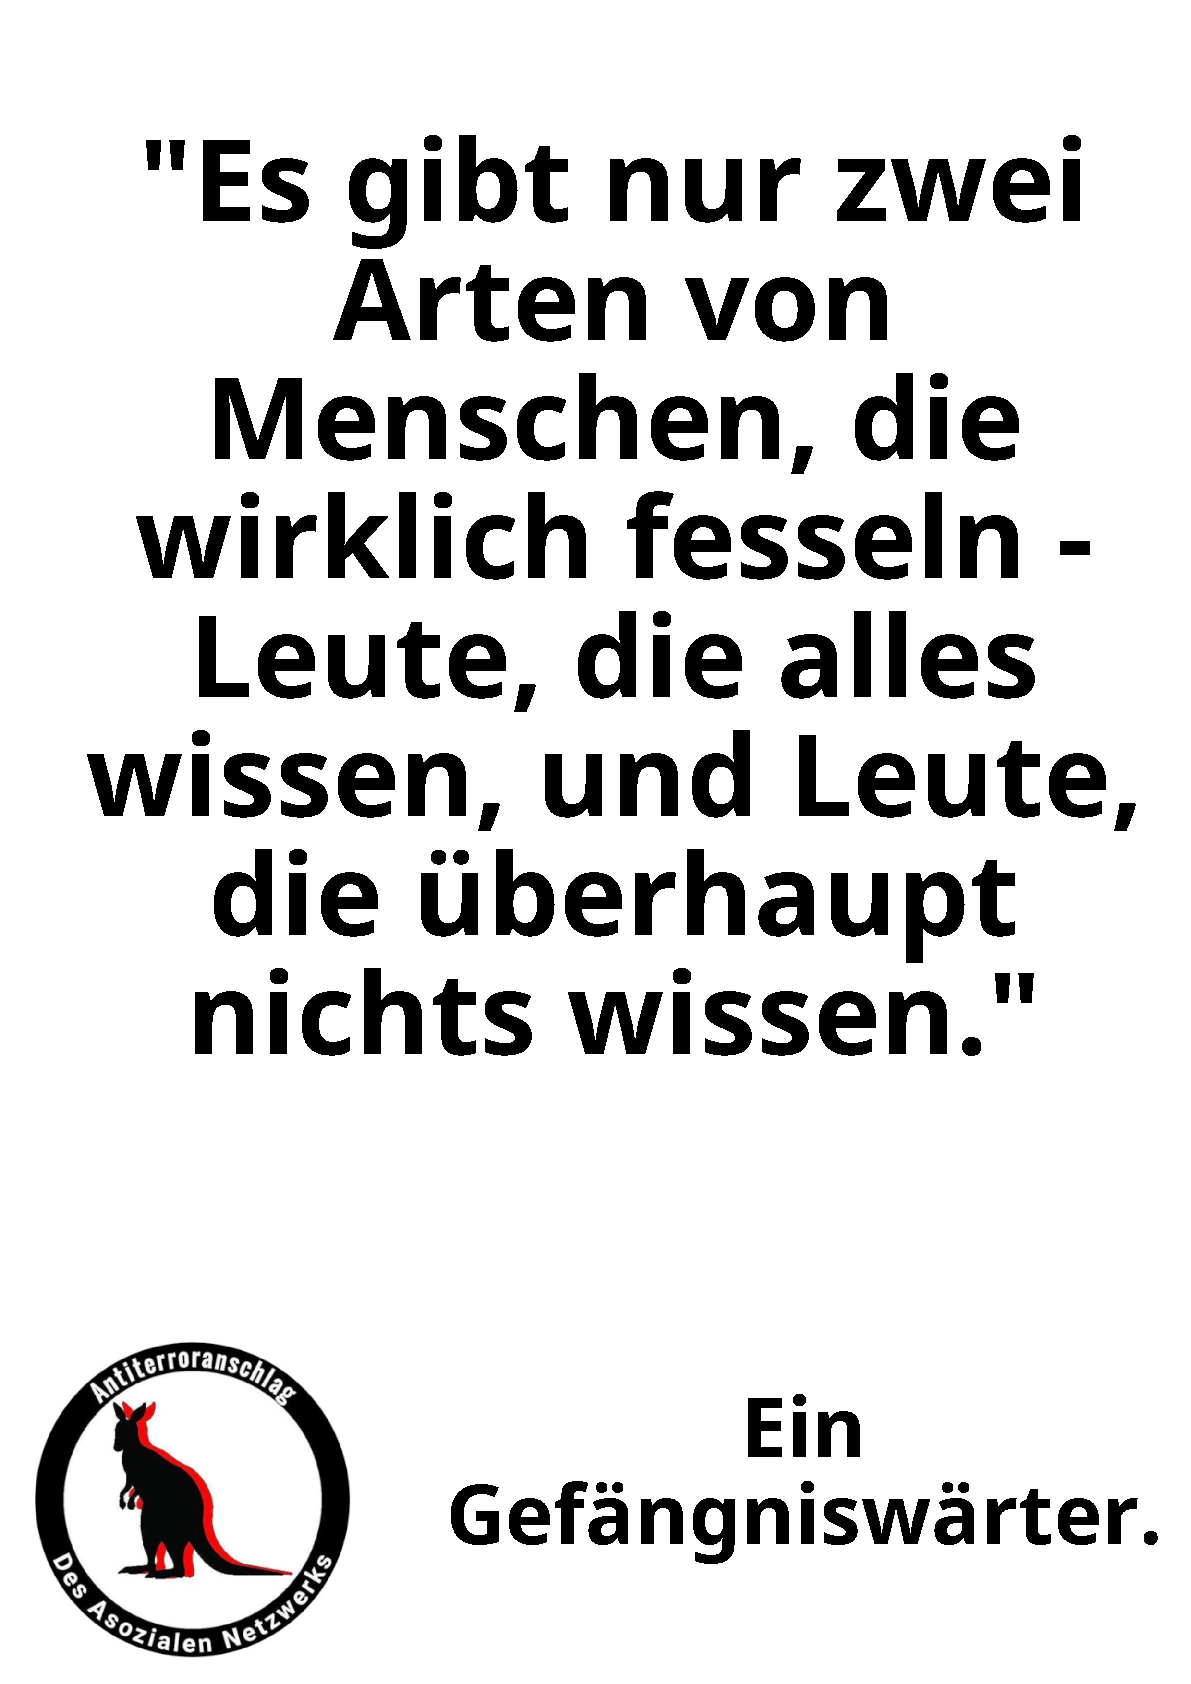 "Es gibt nur zwei
Arten von
Menschen, die
wirklich fesseln -
Leute, die alles
wissen, und Leute,
die überhaupt
nichts wissen."
Antiterroranschlag
Des Asozialen Netzwerks
Ein
Gefängniswärter.